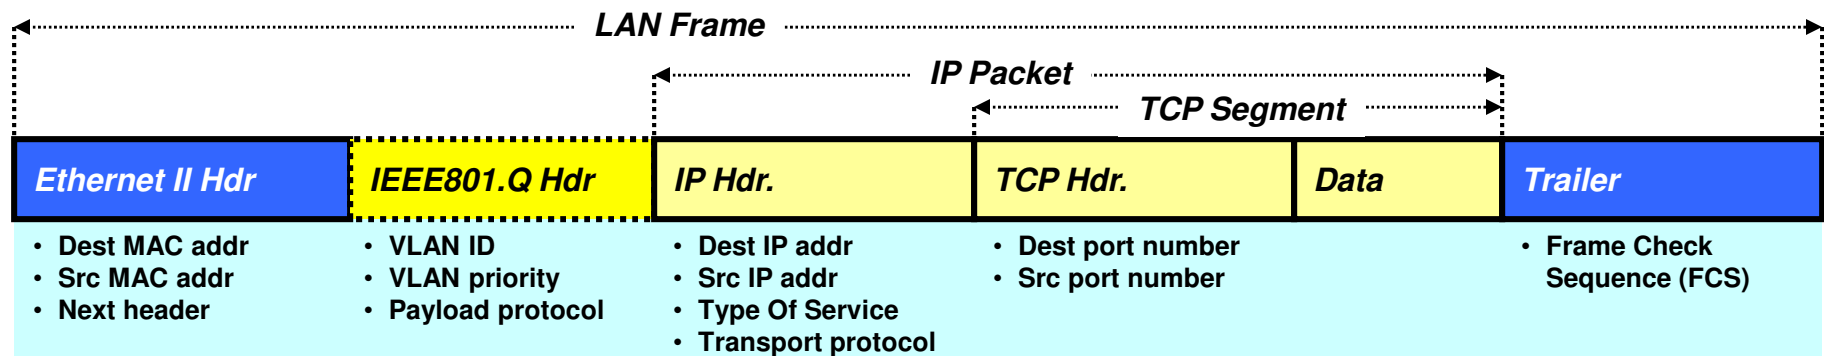 LAN Frame
IP Packet
TCP Segment
Ethernet II Hdr
IEEE801.Q Hdr
IP Hdr.
TCP Hdr.
Data
Trailer
• Dest MAC addr
• Src MAC addr
• Next header
• VLAN ID
• VLAN priority
• Payload protocol
• Dest IP addr
• Src IP addr
• Type Of Service
• Transport protocol
• Dest port number
• Src port number
• Frame Check
Sequence (FCS)